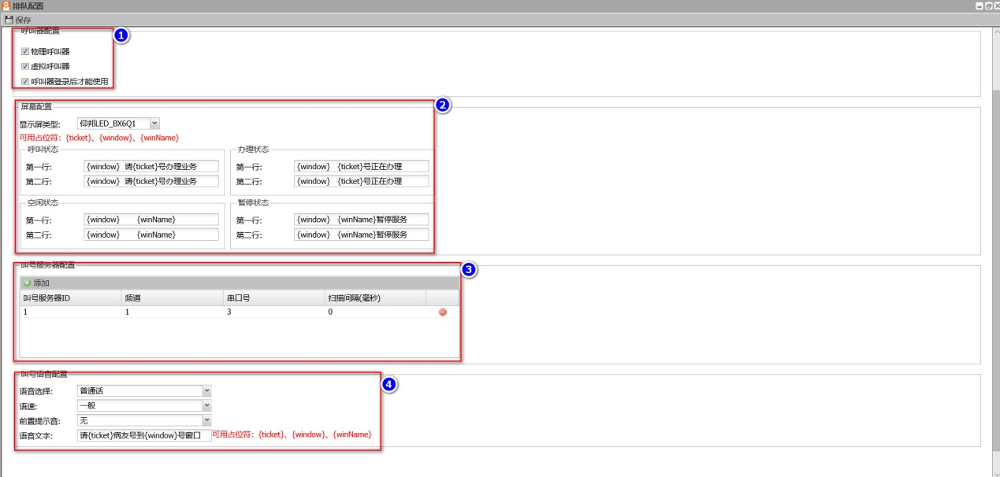 排队配置
保存
呼叫器配置
1
物理呼叫器
虚拟呼叫器
呼叫器登录后才能使用
屏幕配置
2
显示屏类型: 仰邦LED_BX6Q1
可用占位符: {ticket}、{window}、{winName}
呼叫状态 办理状态
第一行: {window} 请{ticket}号办理业务 第一行: {window} {ticket}号正在办理
第二行: {window} 请{ticket}号办理业务 第二行: {window} {ticket}号正在办理
空闲状态 暂停状态
第一行: {window} {winName} 第一行: {window} {winName}暂停服务
第二行: {window} {winName} 第二行: {window} {winName}暂停服务
叫号服务器配置
3
添加
叫号服务器ID 频道 串口号 扫描间隔(毫秒)
1 1 3 0
叫号语音配置
4
语音选择: 普通话
语速: 一般
前置提示音: 无
语音文字: 请{ticket}病友号到{window}号窗口 可用占位符: {ticket}、{window}、{winName}